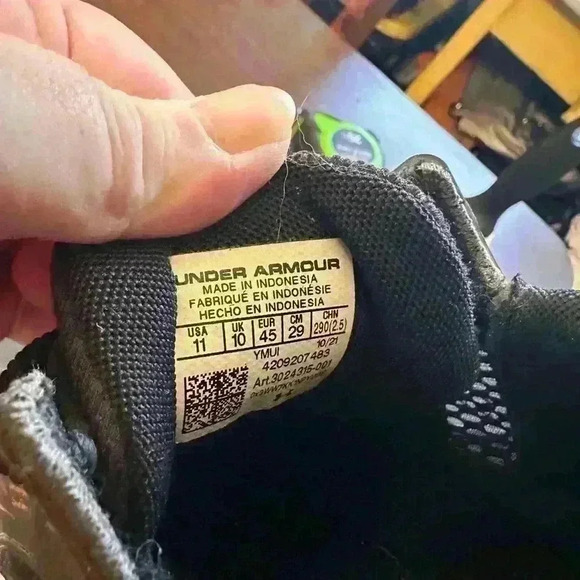 UNDER ARMOUR
MADE IN INDONESIA
FABRIQUÉ EN INDONÉSIE
HECHO EN INDONESIA
USA UK EUR CM CHN
11 10 45 29 290(2.5)
YMUI 10/21
4209207483
Art.3024315-001